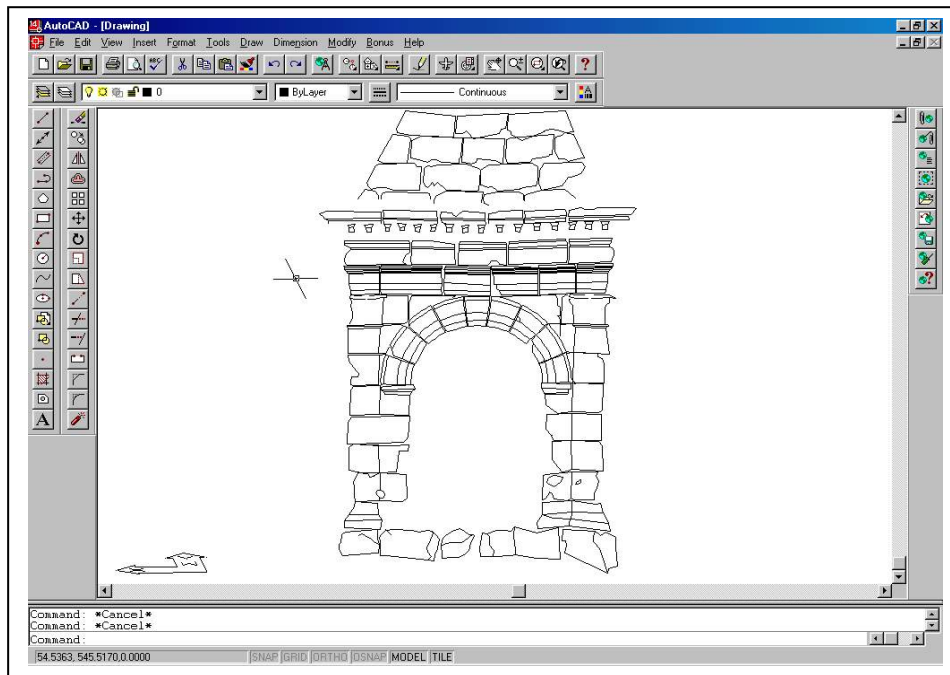 AutoCAD - [Drawing]
File Edit View Insert Format Tools Draw Dimension Modify Bonus Help
ABC
0 ByLayer Continuous
A
Command: *Cancel*
Command: *Cancel*
Command:
54.5363, 545.5170,0.0000 SNAP GRID ORTHO OSNAP MODEL TILE